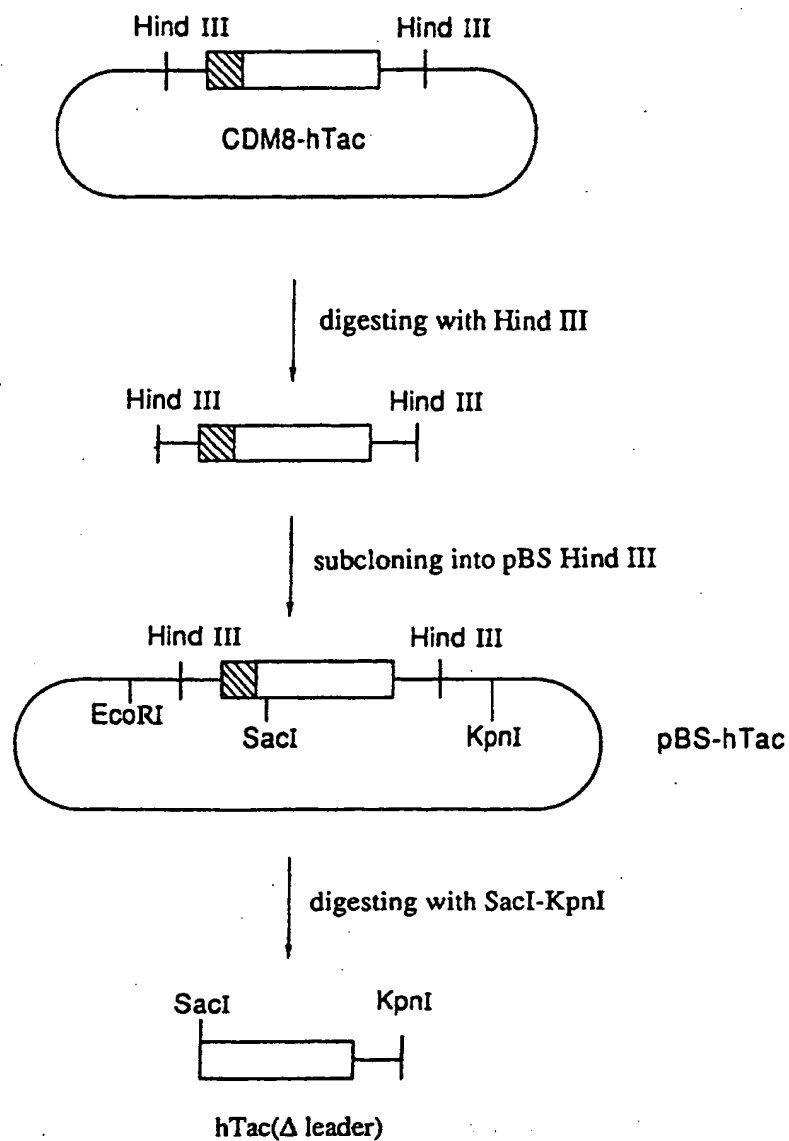 Hind III Hind III
CDM8-hTac
digesting with Hind III
Hind III Hind III
subcloning into pBS Hind III
Hind III Hind III
EcoRI
SacI
KpnI
pBS-hTac
digesting with SacI-KpnI
SacI KpnI
hTac(Δ leader)